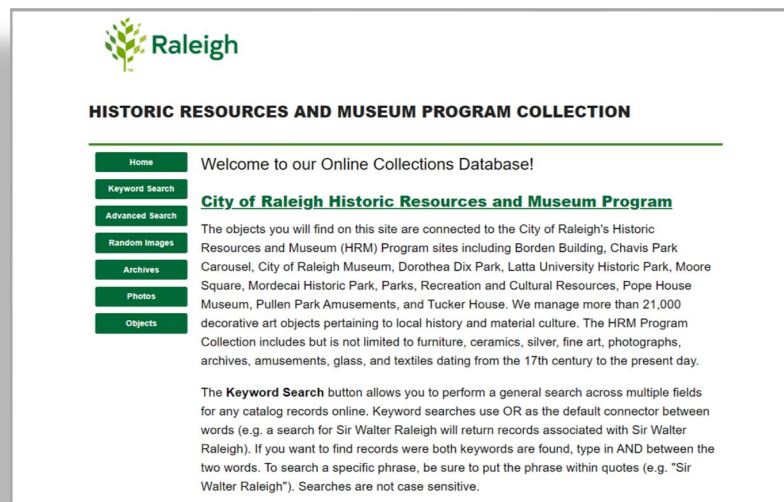 Raleigh
HISTORIC RESOURCES AND MUSEUM PROGRAM COLLECTION
Home
Keyword Search
Advanced Search
Random Images
Archives
Photos
Objects
Welcome to our Online Collections Database!
City of Raleigh Historic Resources and Museum Program
The objects you will find on this site are connected to the City of Raleigh's Historic
Resources and Museum (HRM) Program sites including Borden Building, Chavis Park
Carousel, City of Raleigh Museum, Dorothea Dix Park, Latta University Historic Park, Moore
Square, Mordecai Historic Park, Parks, Recreation and Cultural Resources, Pope House
Museum, Pullen Park Amusements, and Tucker House. We manage more than 21,000
decorative art objects pertaining to local history and material culture. The HRM Program
Collection includes but is not limited to furniture, ceramics, silver, fine art, photographs,
archives, amusements, glass, and textiles dating from the 17th century to the present day.
The Keyword Search button allows you to perform a general search across multiple fields
for any catalog records online. Keyword searches use OR as the default connector between
words (e.g. a search for Sir Walter Raleigh will return records associated with Sir Walter
Raleigh). If you want to find records were both keywords are found, type in AND between the
two words. To search a specific phrase, be sure to put the phrase within quotes (e.g. "Sir
Walter Raleigh"). Searches are not case sensitive.